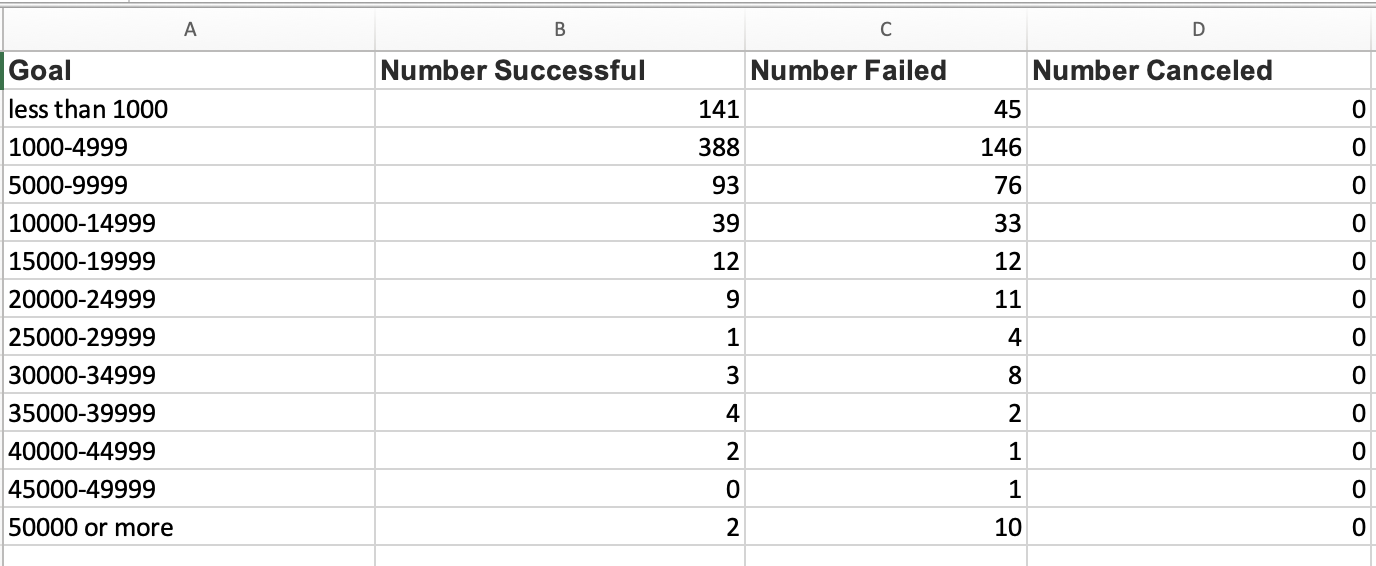 A B C D
Goal Number Successful Number Failed Number Canceled
less than 1000 141 45 0
1000-4999 388 146 0
5000-9999 93 76 0
10000-14999 39 33 0
15000-19999 12 12 0
20000-24999 9 11 0
25000-29999 1 4 0
30000-34999 3 8 0
35000-39999 4 2 0
40000-44999 2 1 0
45000-49999 0 1 0
50000 or more 2 10 0